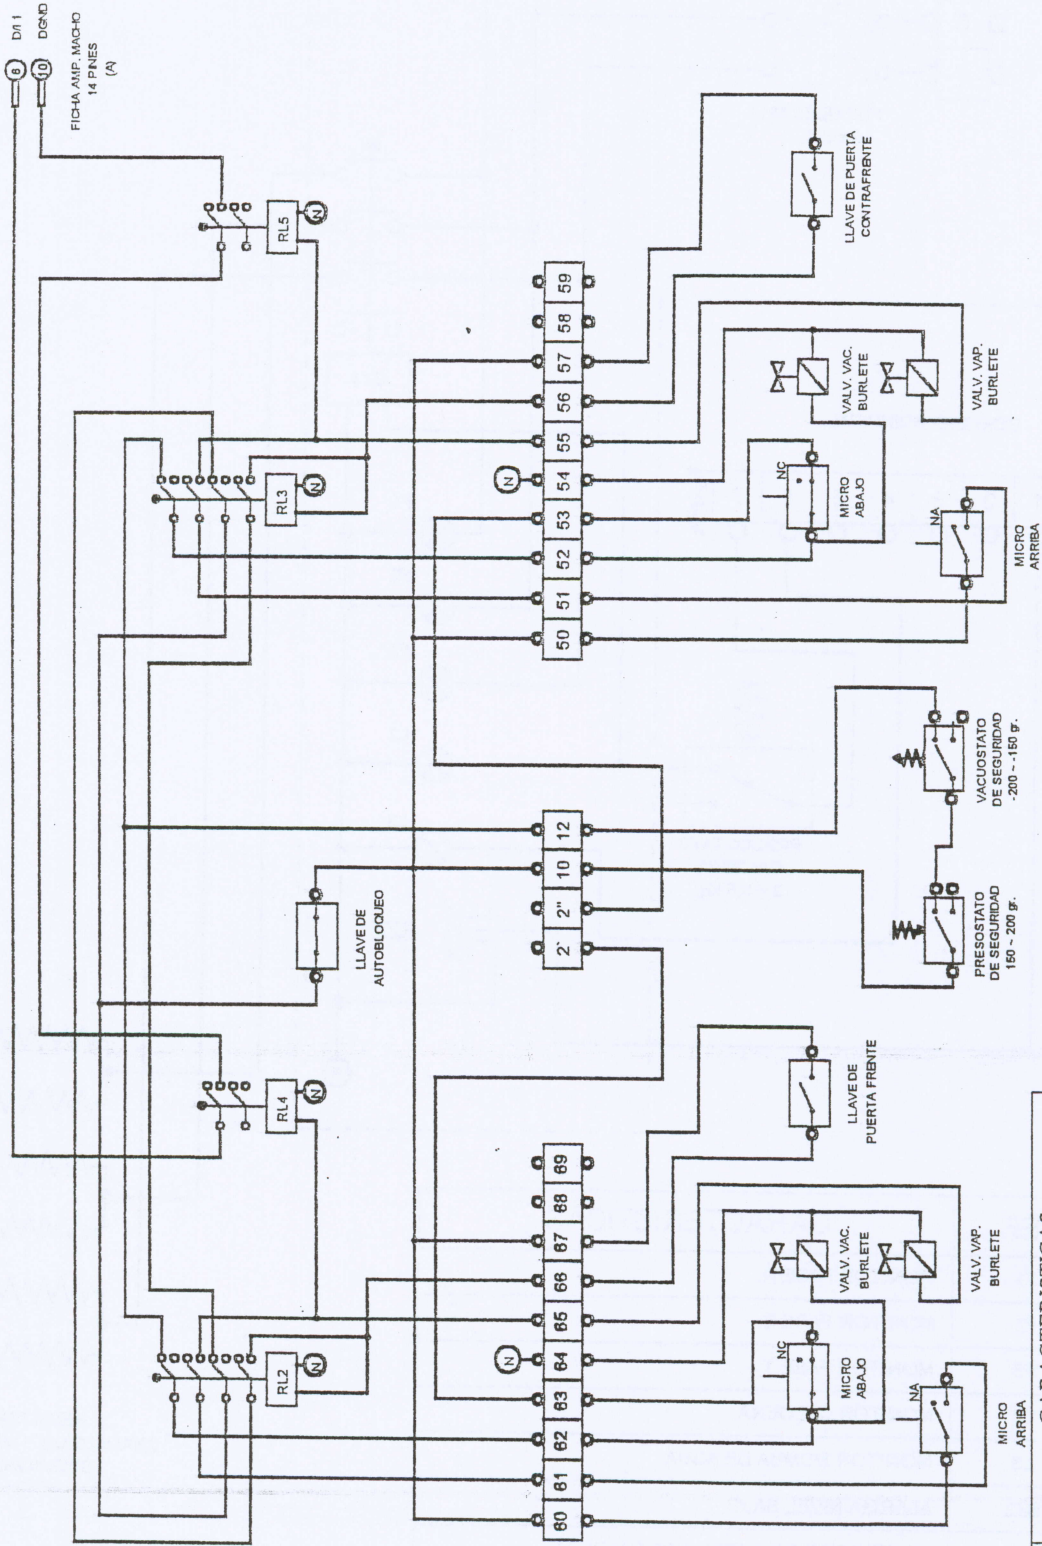 8 D/I 1
10 DGND
FICHA AMP. MACHO
14 PINES
(A)
RL2
N
RL4
N
RL3
N
RL5
N
LLAVE DE
AUTOBLOQUEO
60 61 62 63 64 65 66 67 68 69
N
2' 2" 10 12
50 51 52 53 54 55 56 57 58 59
N
MICRO
ARRIBA
NA
MICRO
ABAJO
NC
VALV. VAC.
BURLETE
VALV. VAP.
BURLETE
LLAVE DE
PUERTA FRENTE
PRESOSTATO
DE SEGURIDAD
150 ~ 200 gr.
VACUOSTATO
DE SEGURIDAD
-200 ~ -150 gr.
MICRO
ARRIBA
NA
MICRO
ABAJO
NC
VALV. VAC.
BURLETE
VALV. VAP.
BURLETE
LLAVE DE PUERTA
CONTRAFRENTE